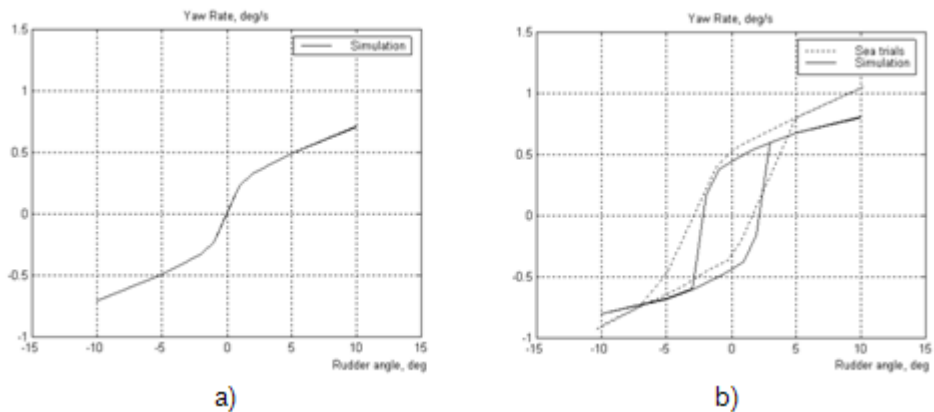 Yaw Rate, deg/s
1.5
1
0.5
0
-0.5
-1
-15
-10
-5
0
5
10
15
Rudder angle, deg
Simulation
a)
Yaw Rate, deg/s
1.5
1
0.5
0
-0.5
-1
-15
-10
-5
0
5
10
15
Rudder angle, deg
Sea trials
Simulation
b)